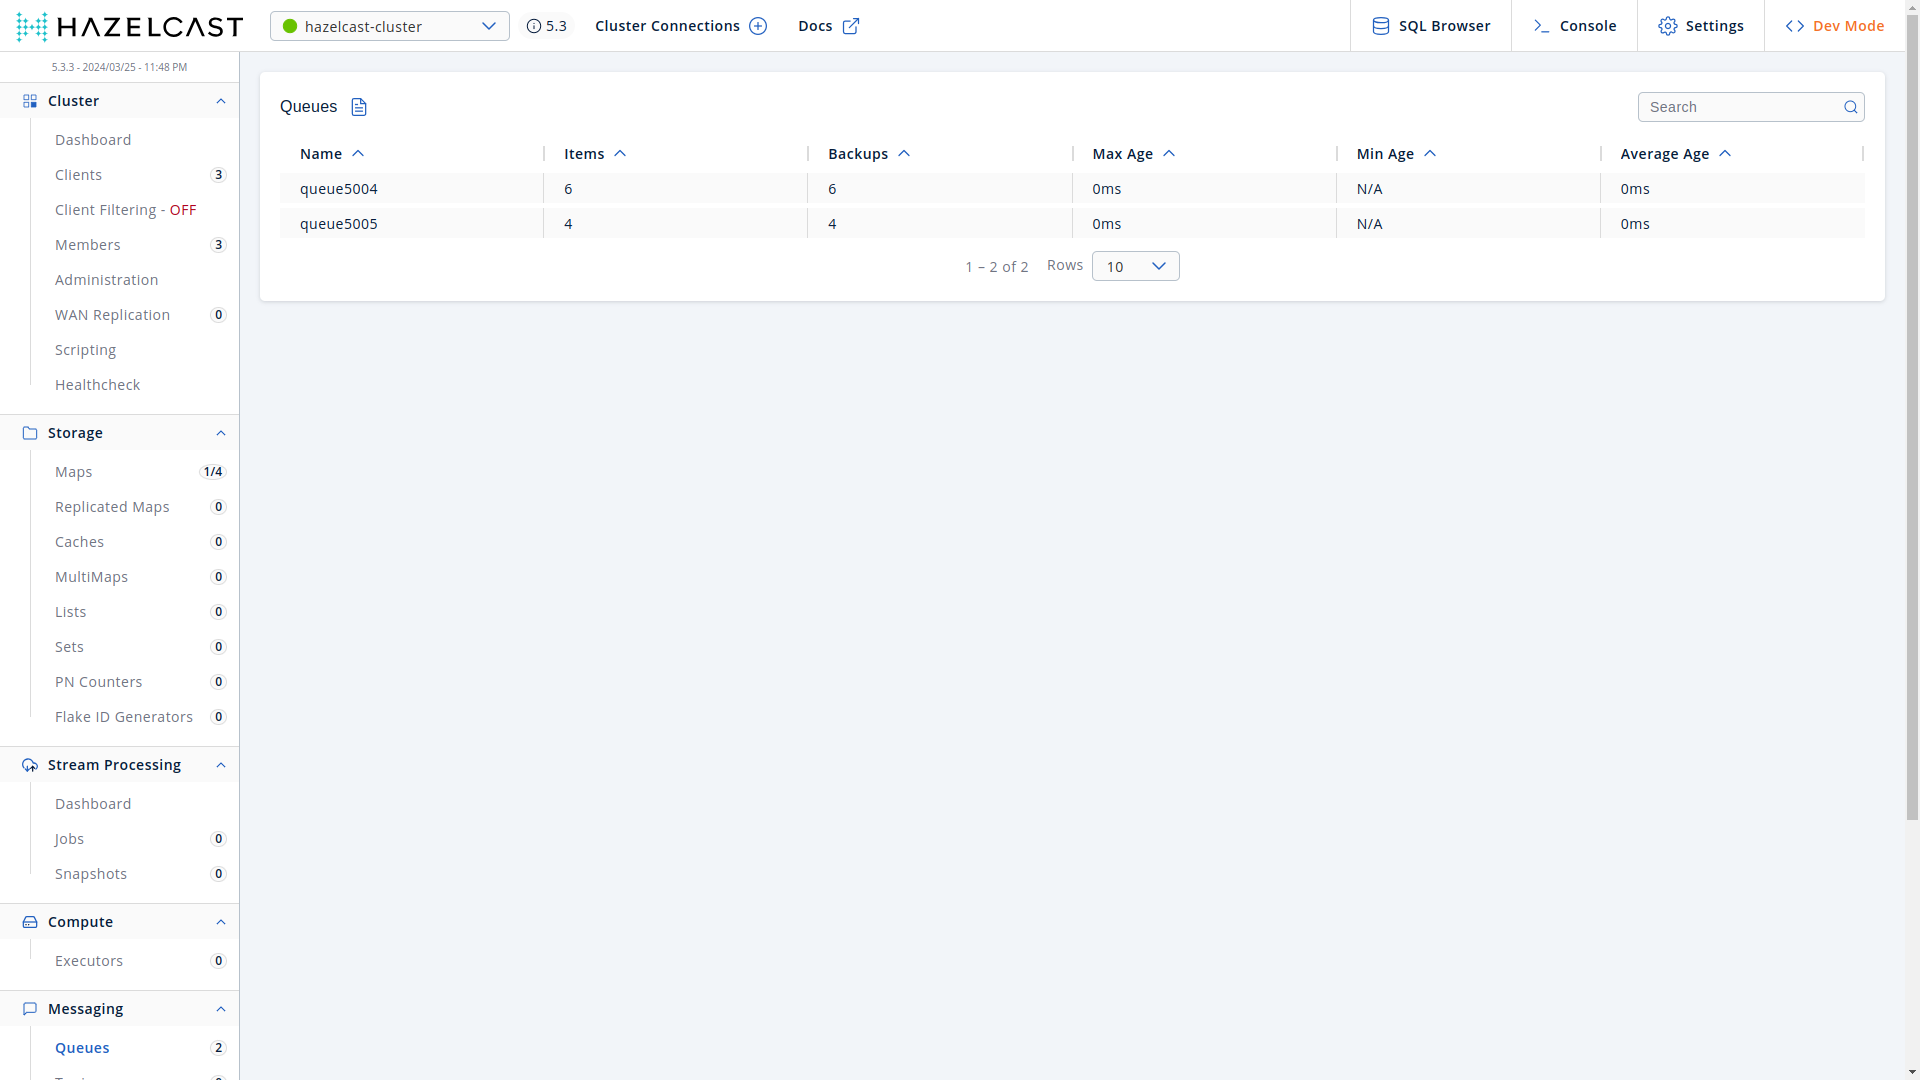 HAZELCAST
hazelcast-cluster
5.3
Cluster Connections
Docs
SQL Browser
Console
Settings
Dev Mode
5.3.3 - 2024/03/25 - 11:48 PM
Cluster
Dashboard
Clients 3
Client Filtering - OFF
Members 3
Administration
WAN Replication 0
Scripting
Healthcheck
Storage
Maps 1/4
Replicated Maps 0
Caches 0
MultiMaps 0
Lists 0
Sets 0
PN Counters 0
Flake ID Generators 0
Stream Processing
Dashboard
Jobs 0
Snapshots 0
Compute
Executors 0
Messaging
Queues 2
Queues
Search
Name Items Backups Max Age Min Age Average Age
queue5004 6 6 0ms N/A 0ms
queue5005 4 4 0ms N/A 0ms
1 – 2 of 2 Rows 10